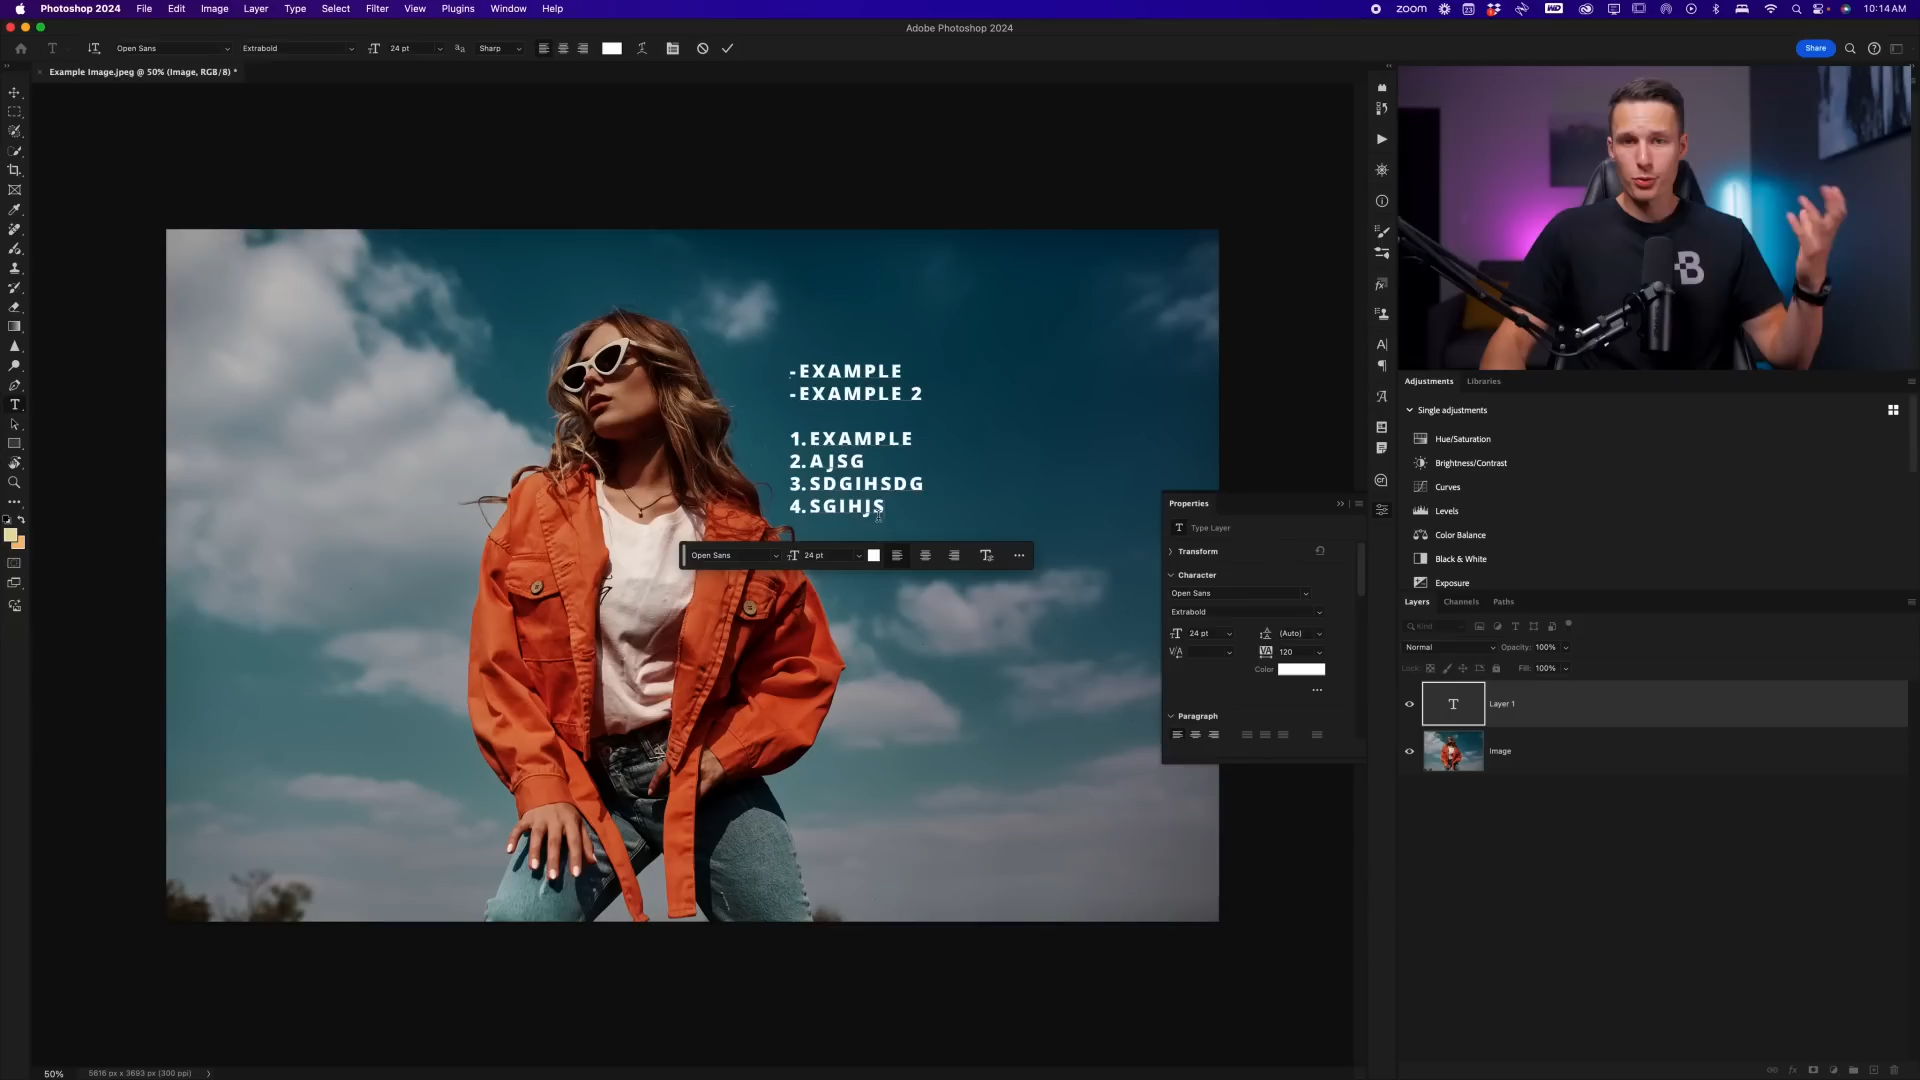 Photoshop 2024 File Edit Image Layer Type Select Filter View Plugins Window Help zoom 23 WD 10:14 AM
Adobe Photoshop 2024
Open Sans Extrabold 24 pt aa Sharp Share
Example Image.jpeg @ 50% (Image, RGB/8) *
-EXAMPLE
-EXAMPLE 2
1.EXAMPLE
2.AJSG
3.SDGIHSDG
4.SGIHJS
Open Sans 24 pt
Properties
Type Layer
Transform
Character
Open Sans
Extrabold
24 pt (Auto)
120
Color
Paragraph
B
Adjustments Libraries
Single adjustments
Hue/Saturation
Brightness/Contrast
Curves
Levels
Color Balance
Black & White
Exposure
Layers Channels Paths
Kind
Normal Opacity: 100%
Lock: Fill: 100%
T Layer 1
Image
50% 5616 px x 3693 px (300 ppi)